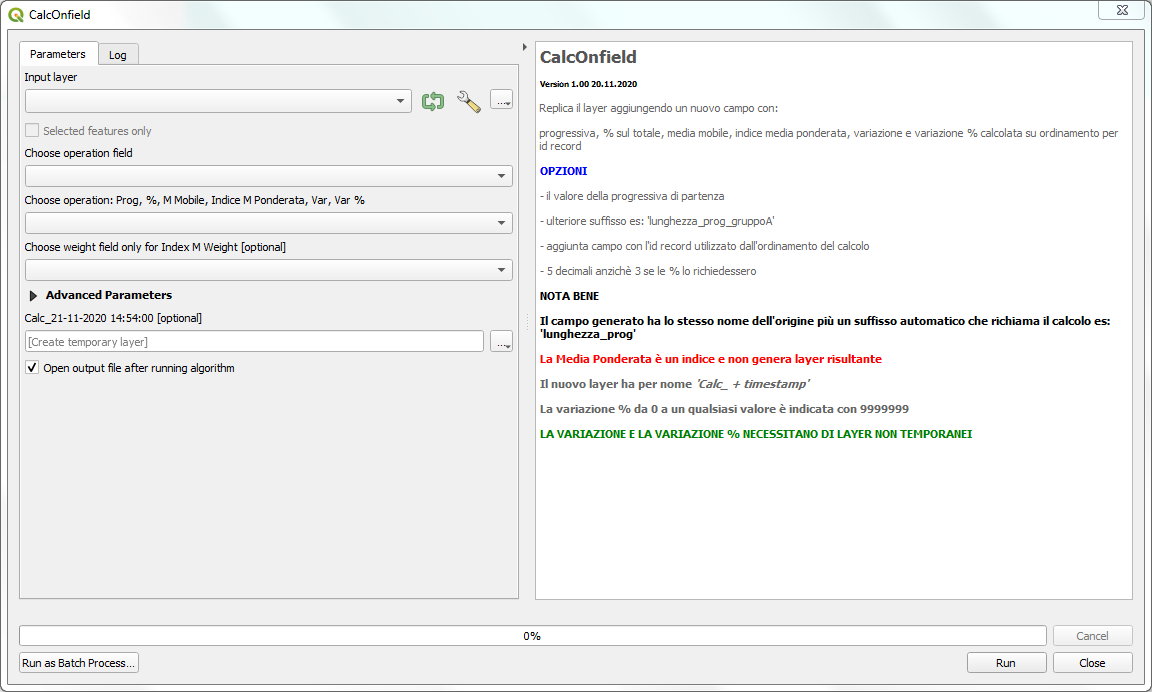 CalcOnfield
Parameters
Log
Input layer
...
Selected features only
Choose operation field
Choose operation: Prog, %, M Mobile, Indice M Ponderata, Var, Var %
Choose weight field only for Index M Weight [optional]
Advanced Parameters
Calc_21-11-2020 14:54:00 [optional]
[Create temporary layer]
...
Open output file after running algorithm
CalcOnfield
Version 1.00 20.11.2020
Replica il layer aggiungendo un nuovo campo con:
progressiva, % sul totale, media mobile, indice media ponderata, variazione e variazione % calcolata su ordinamento per
id record
OPZIONI
- il valore della progressiva di partenza
- ulteriore suffisso es: 'lunghezza_prog_gruppoA'
- aggiunta campo con l'id record utilizzato dall'ordinamento del calcolo
- 5 decimali anzichè 3 se le % lo richiedessero
NOTA BENE
Il campo generato ha lo stesso nome dell'origine più un suffisso automatico che richiama il calcolo es:
'lunghezza_prog'
La Media Ponderata è un indice e non genera layer risultante
Il nuovo layer ha per nome 'Calc_ + timestamp'
La variazione % da 0 a un qualsiasi valore è indicata con 9999999
LA VARIAZIONE E LA VARIAZIONE % NECESSITANO DI LAYER NON TEMPORANEI
0%
Cancel
Run as Batch Process...
Run
Close